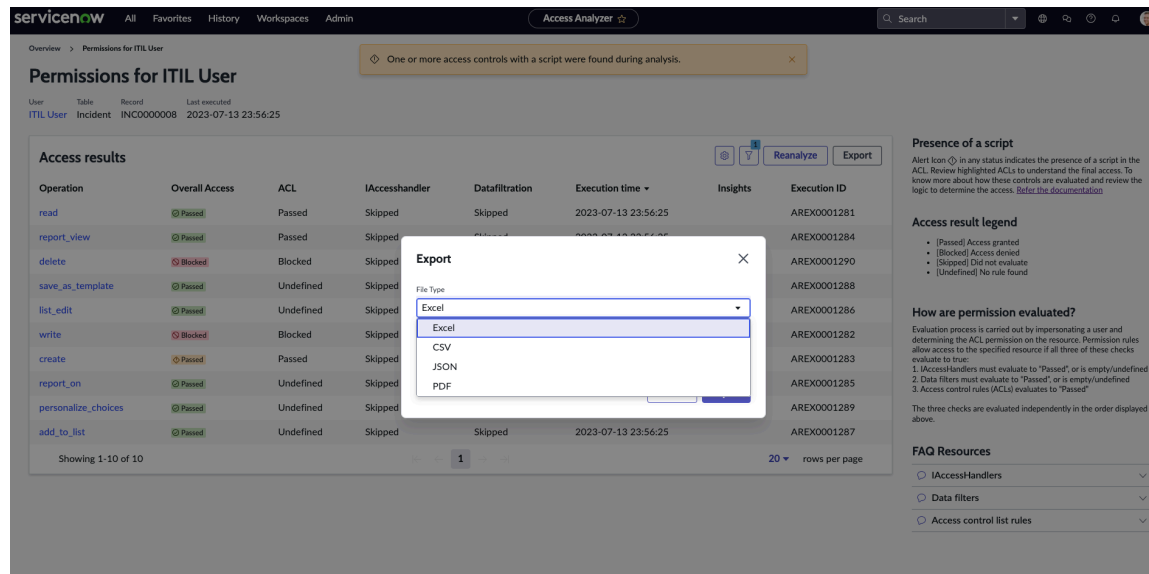 servicenow All Favorites History Workspaces Admin Access Analyzer Search
Overview > Permissions for ITIL User
One or more access controls with a script were found during analysis.
Permissions for ITIL User
User Table Record Last executed
ITIL User Incident INC0000008 2023-07-13 23:56:25
Access results
1
Reanalyze Export
Operation Overall Access ACL IAccesshandler Datafiltration Execution time Insights Execution ID
read Passed Passed Skipped Skipped 2023-07-13 23:56:25 AREX0001281
report_view Passed Passed Skipped Skipped 2023-07-13 23:56:25 AREX0001284
delete Blocked Blocked Skipped AREX0001290
save_as_template Passed Undefined Skipped AREX0001288
list_edit Passed Undefined Skipped AREX0001286
write Blocked Blocked Skipped AREX0001282
create Passed Passed Skipped AREX0001283
report_on Passed Undefined Skipped AREX0001285
personalize_choices Passed Undefined Skipped AREX0001289
add_to_list Passed Undefined Skipped Skipped 2023-07-13 23:56:25 AREX0001287
Showing 1-10 of 10 1 20 rows per page
Export
File Type
Excel
Excel
CSV
JSON
PDF
Presence of a script
Alert Icon in any status indicates the presence of a script in the
ACL. Review highlighted ACLs to understand the final access. To
know more about how these controls are evaluated and review the
logic to determine the access. Refer the documentation
Access result legend
• [Passed] Access granted
• [Blocked] Access denied
• [Skipped] Did not evaluate
• [Undefined] No rule found
How are permission evaluated?
Evaluation process is carried out by impersonating a user and
determining the ACL permission on the resource. Permission rules
allow access to the specified resource if all three of these checks
evaluate to true:
1. IAccessHandlers must evaluate to "Passed", or is empty/undefined
2. Data filters must evaluate to "Passed", or is empty/undefined
3. Access control rules (ACLs) evaluates to "Passed"
The three checks are evaluated independently in the order displayed
above.
FAQ Resources
IAccessHandlers
Data filters
Access control list rules